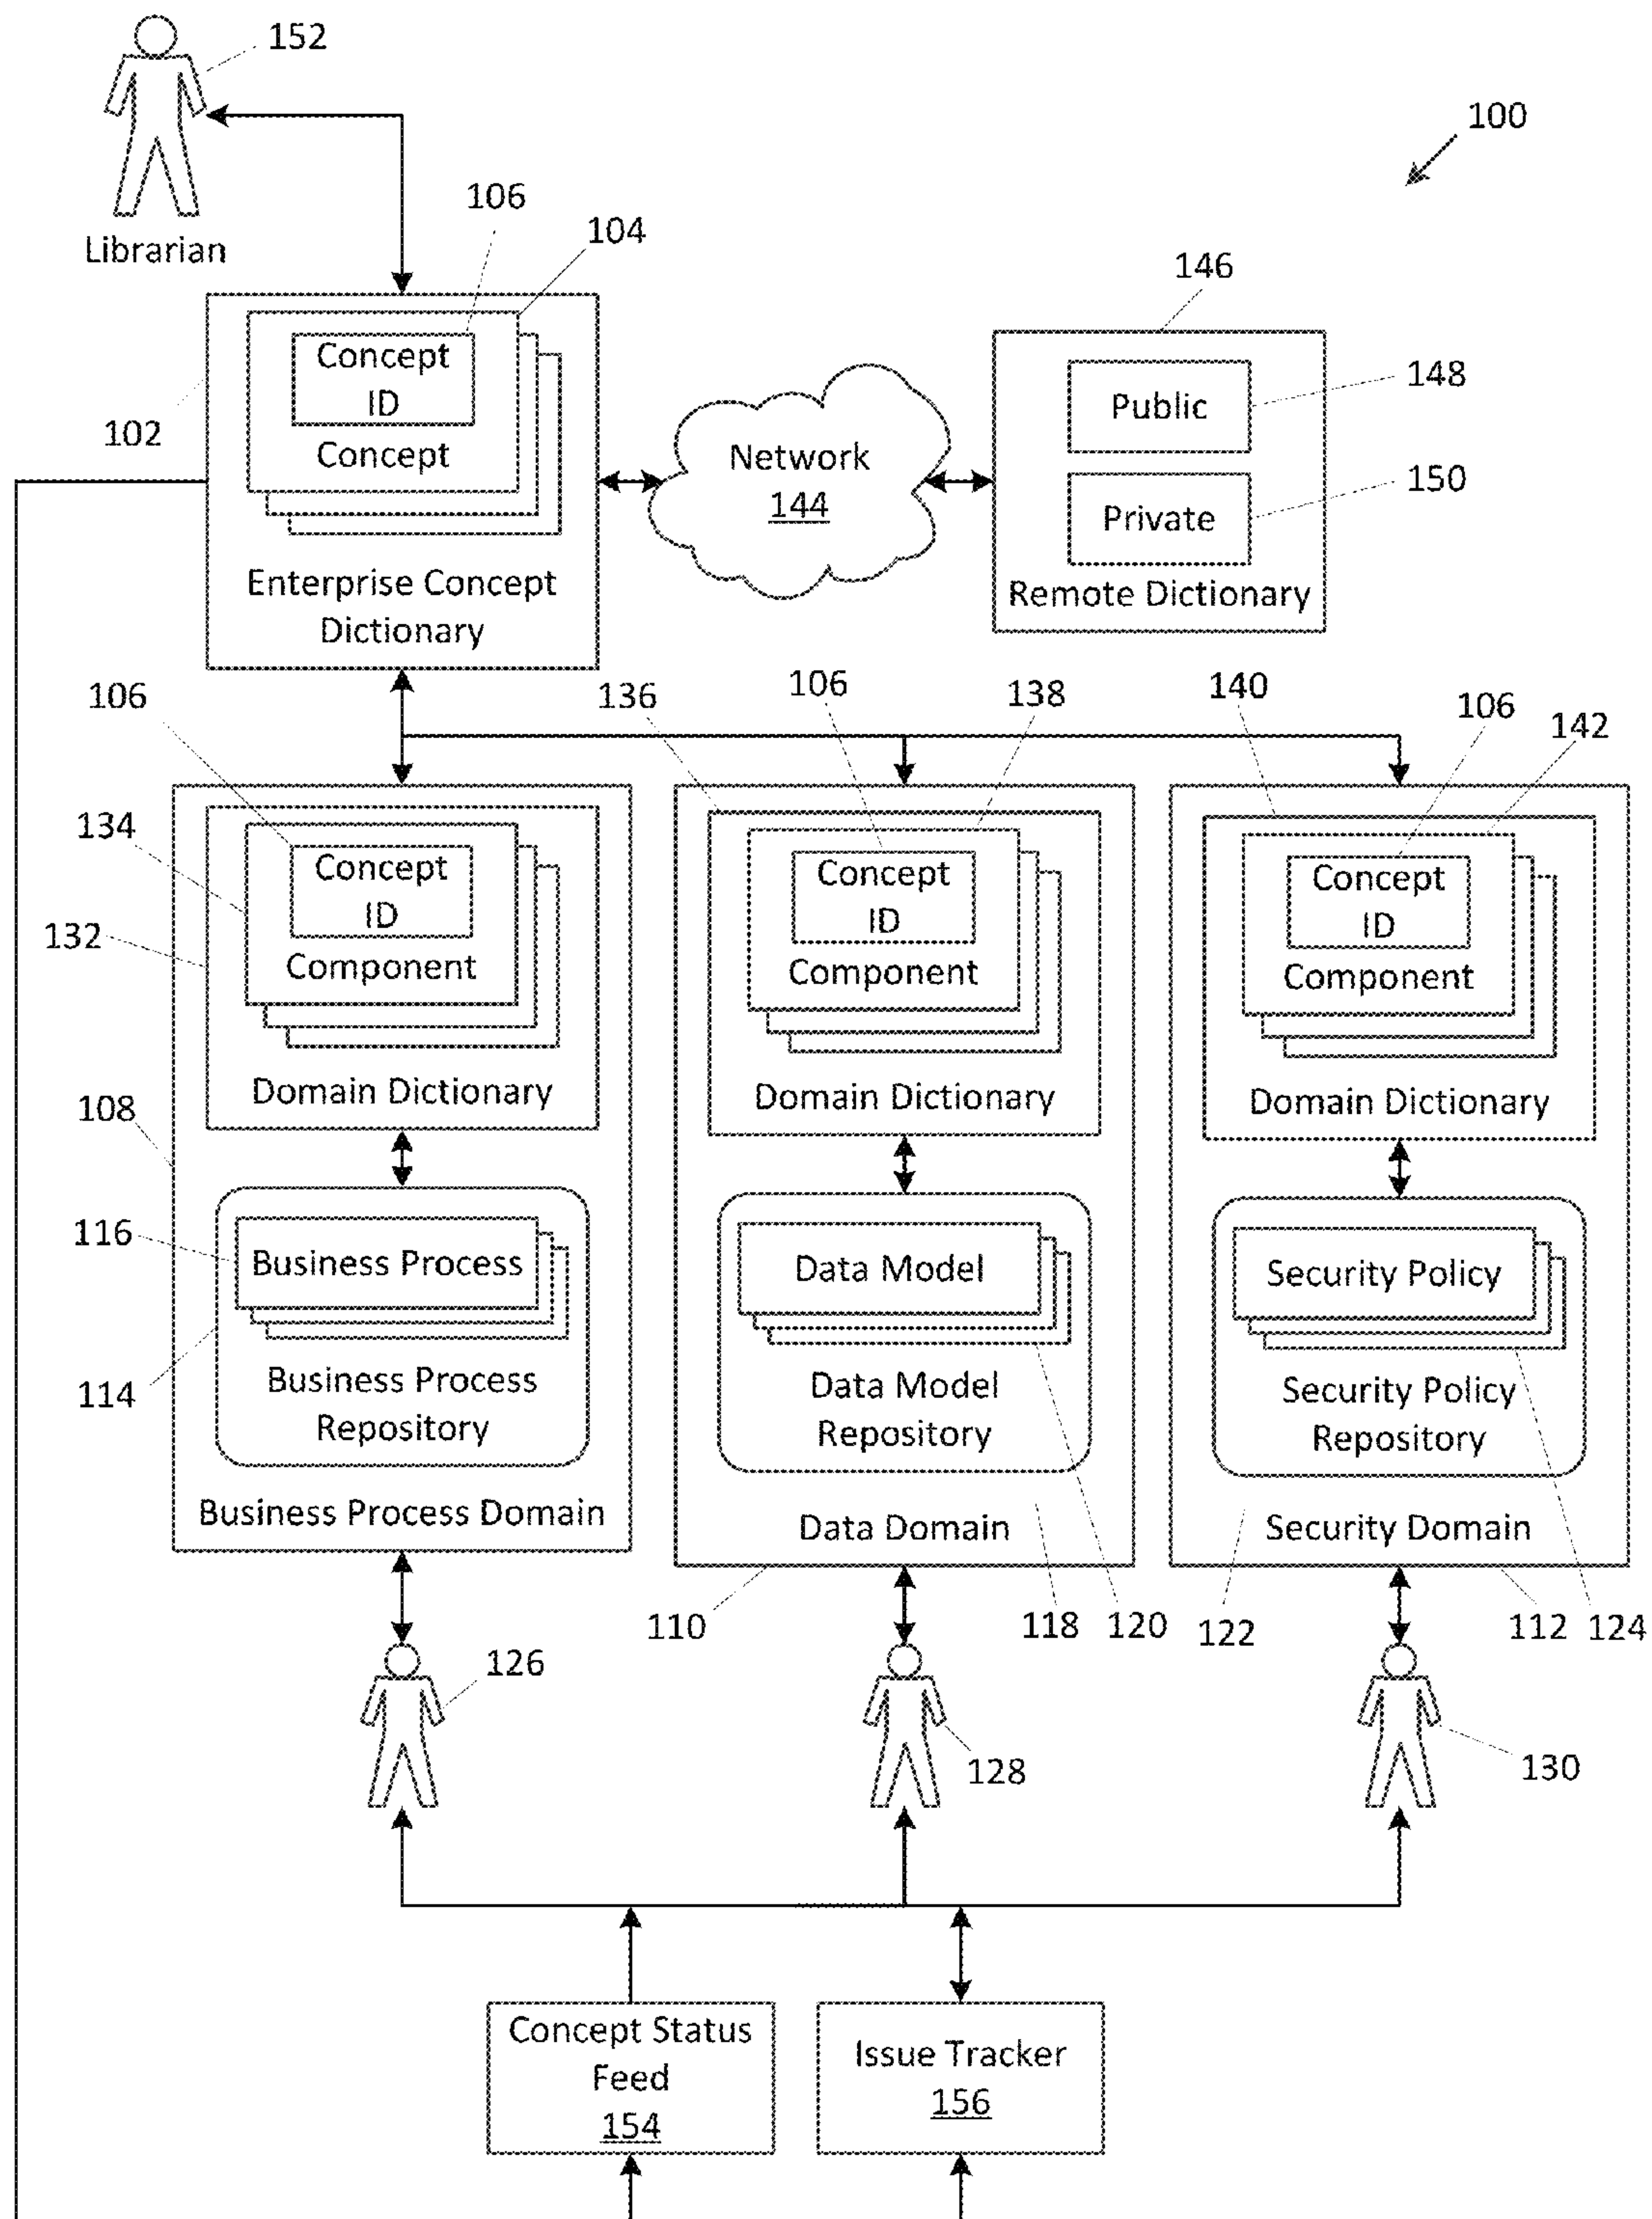 152
100
106
104
Librarian
146
Concept
ID
Concept
102
Enterprise Concept
Dictionary
Network
144
Public
148
Private
150
Remote Dictionary
106
136
106
138
140
106
142
134
132
Concept
ID
Component
Domain Dictionary
Concept
ID
Component
Domain Dictionary
Concept
ID
Component
Domain Dictionary
108
116
114
Business Process
Business Process
Repository
Business Process Domain
Data Model
Data Model
Repository
Data Domain
Security Policy
Security Policy
Repository
Security Domain
110
118
120
122
112
124
126
128
130
Concept Status
Feed
154
Issue Tracker
156